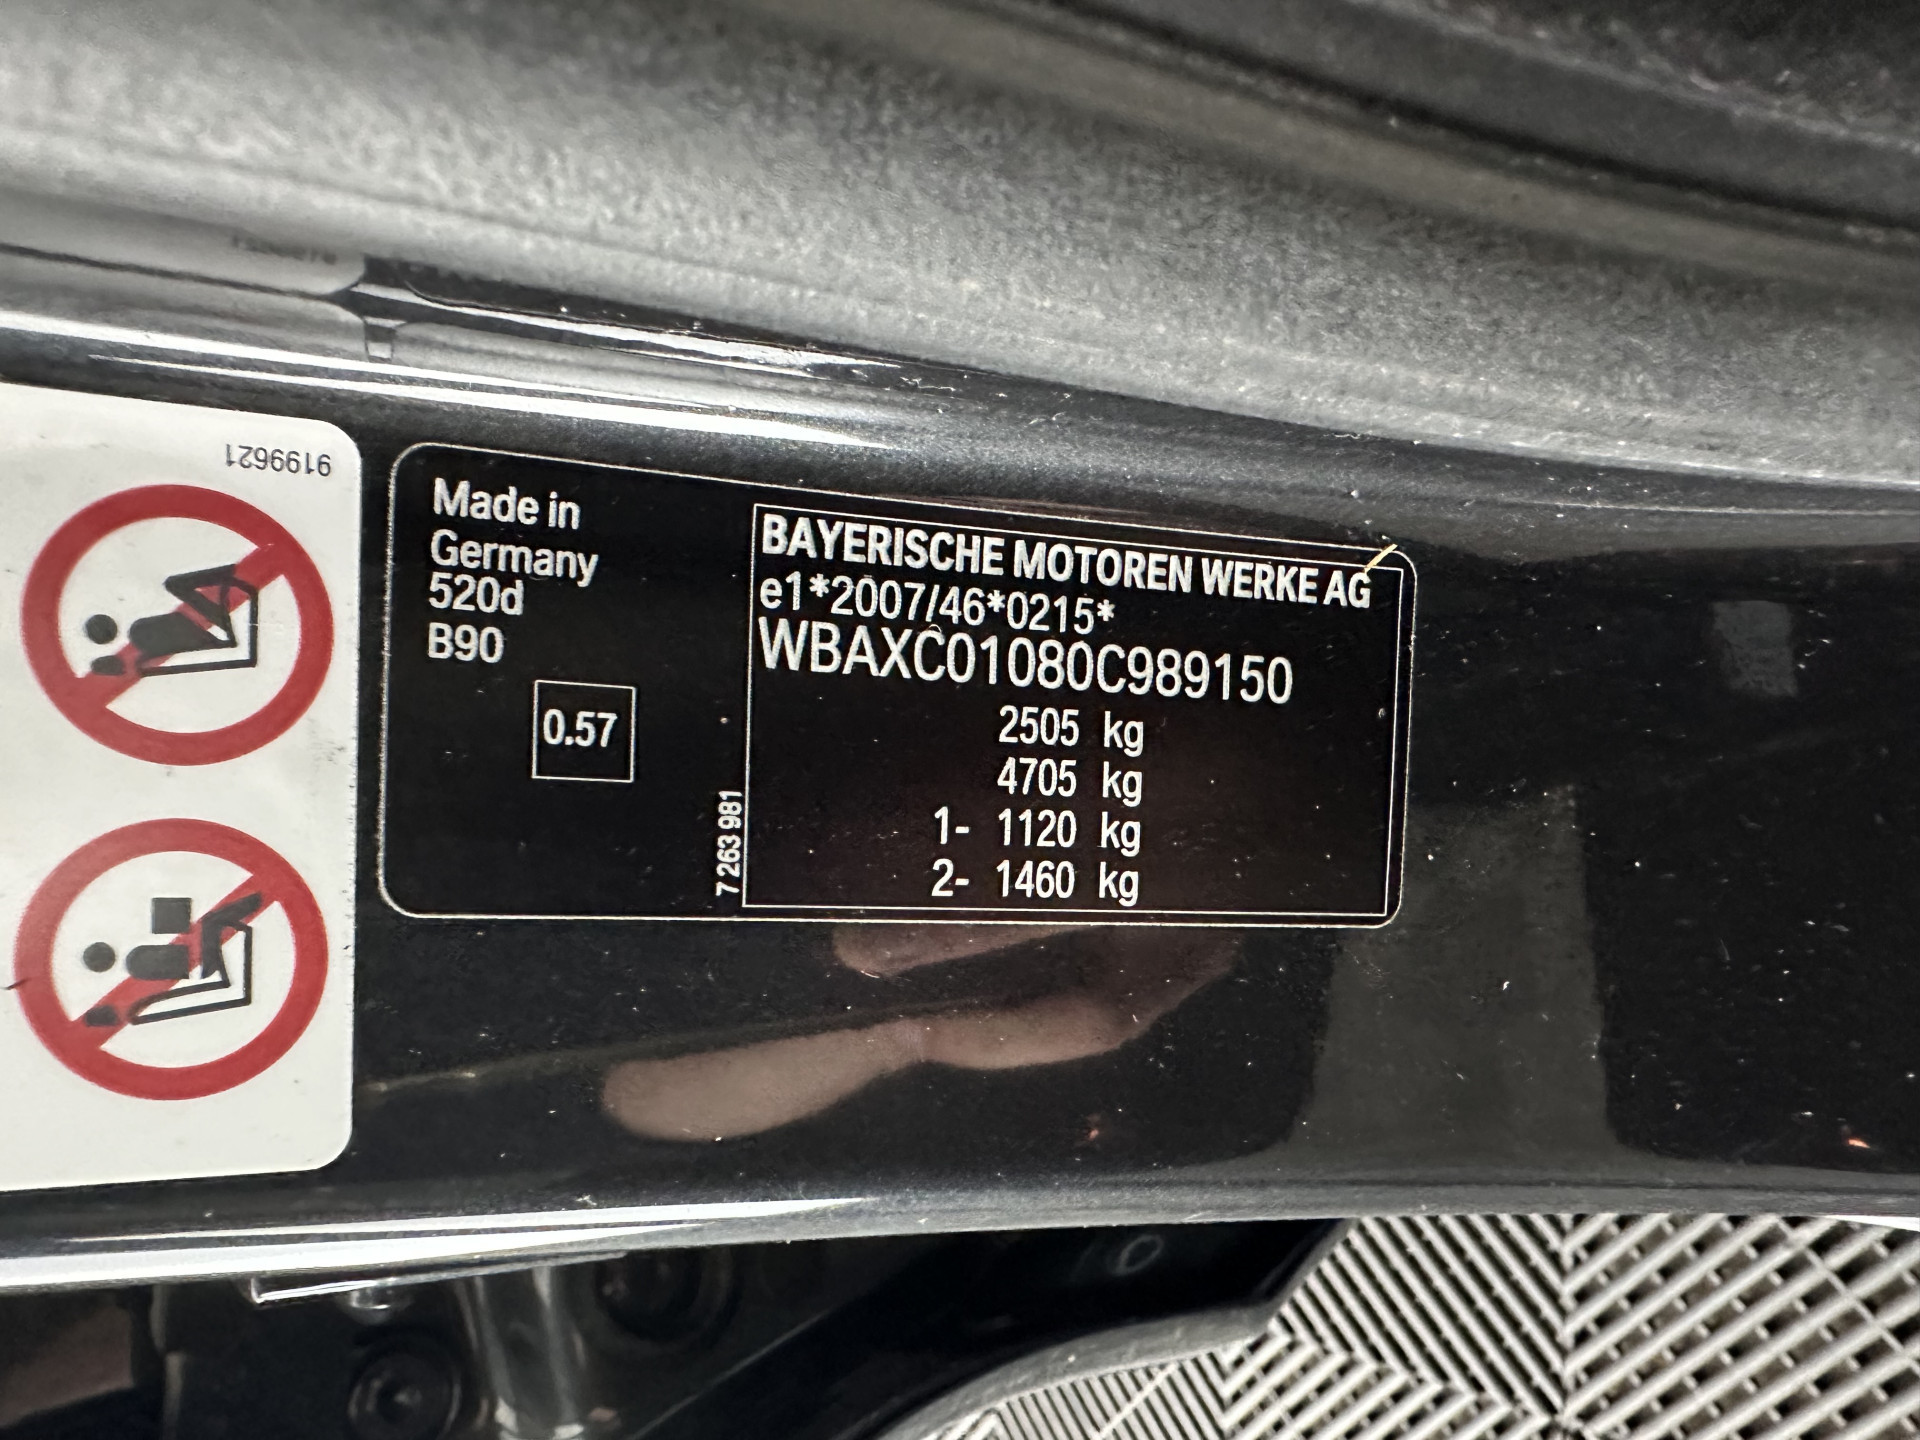 9199621
Made in
Germany
520d
B90
0.57
7 263 981
BAYERISCHE MOTOREN WERKE AG
e1*2007/46*0215*
WBAXC01080C989150
2505 kg
4705 kg
1- 1120 kg
2- 1460 kg